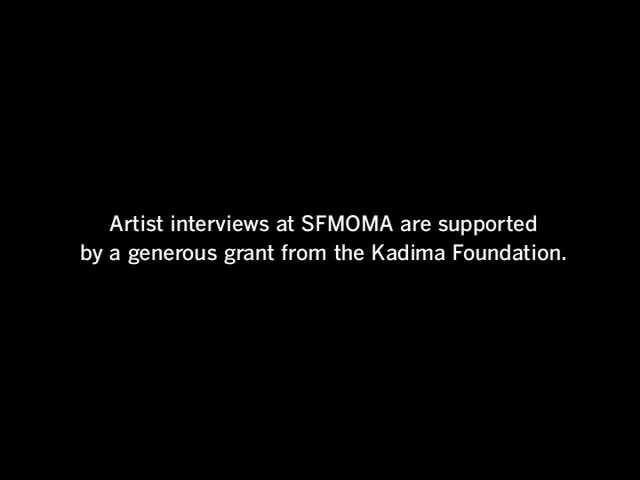 Artist interviews at SFMOMA are supported
by a generous grant from the Kadima Foundation.